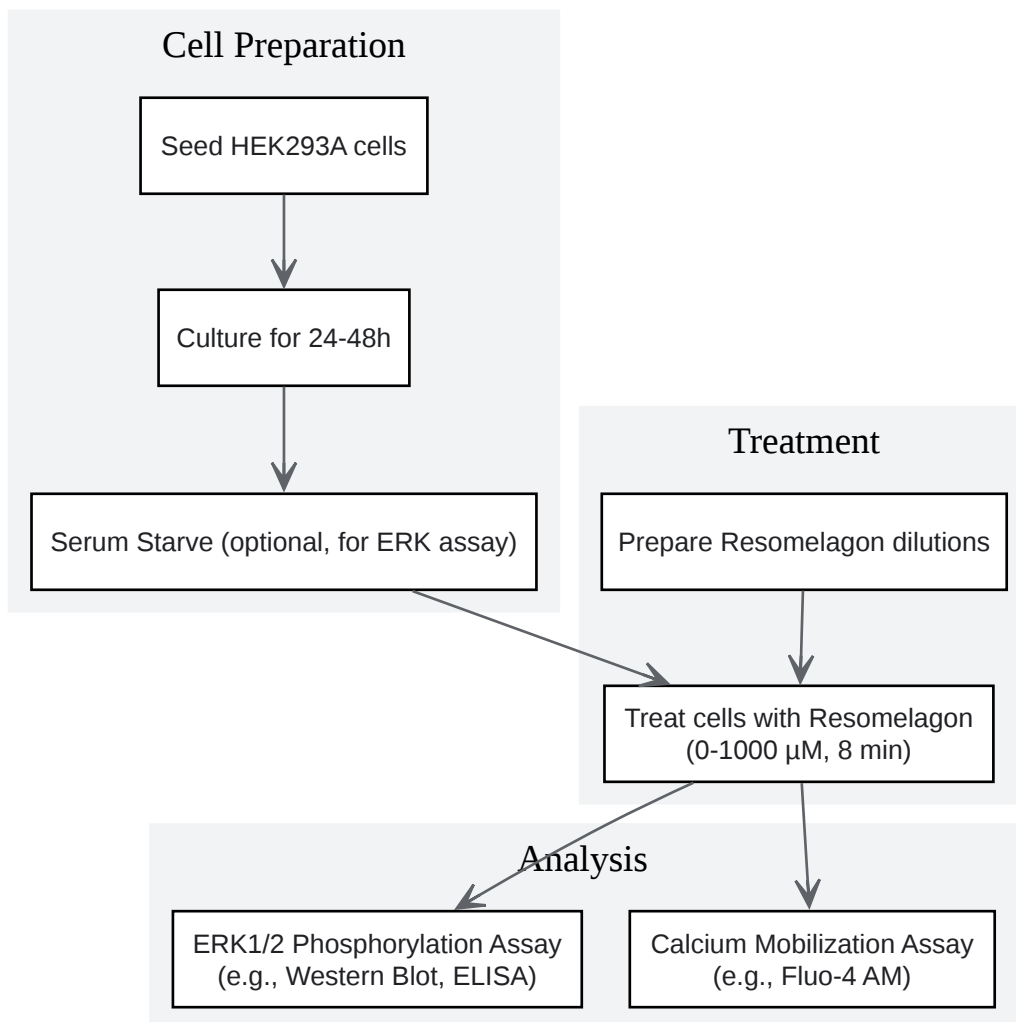 Cell Preparation
Seed HEK293A cells
Culture for 24-48h
Serum Starve (optional, for ERK assay)
Treatment
Prepare Resomelagon dilutions
Treat cells with Resomelagon
(0-1000 µM, 8 min)
Analysis
ERK1/2 Phosphorylation Assay
(e.g., Western Blot, ELISA)
Calcium Mobilization Assay
(e.g., Fluo-4 AM)